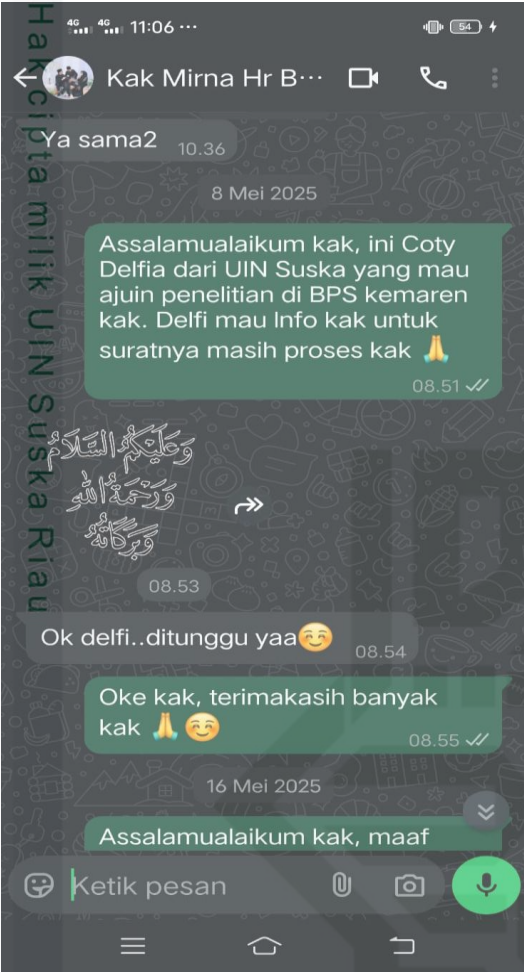 4G 4G 11:06 ...
54
Kak Mirna Hr B...
Ya sama2 10.36
8 Mei 2025
Assalamualaikum kak, ini Coty
Delfia dari UIN Suska yang mau
ajuin penelitian di BPS kemaren
kak. Delfi mau Info kak untuk
suratnya masih proses kak 🙏
08.51
وَعَلَيْكُمُ السَّلَامُ
وَرَحْمَةُ اللهِ
وَبَرَكَاتُهُ
08.53
Ok delfi..ditunggu yaa☺️ 08.54
Oke kak, terimakasih banyak
kak 🙏☺️
08.55
16 Mei 2025
Assalamualaikum kak, maaf
Ketik pesan
Hak cipta milik UIN Suska Riau